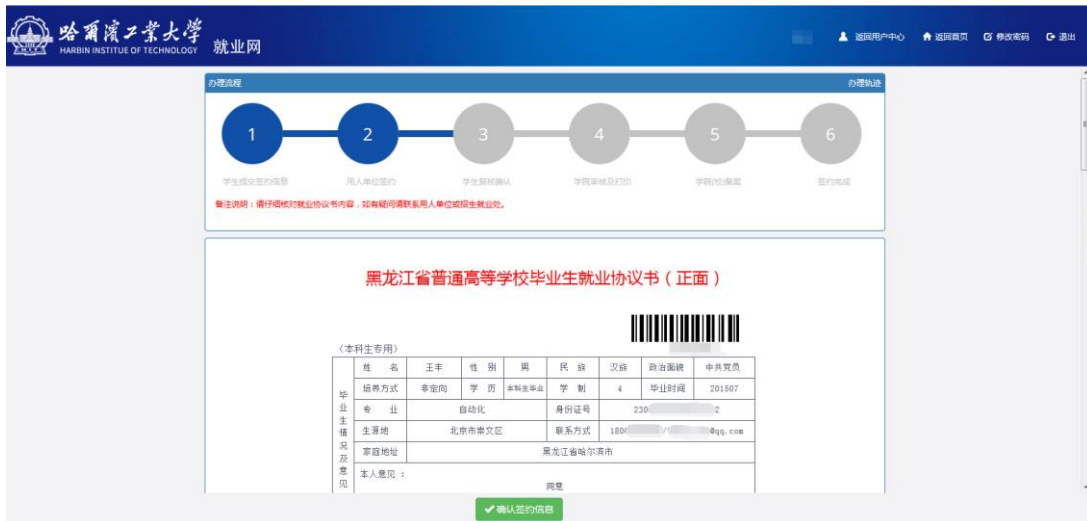 哈爾濱工業大學
HARBIN INSTITUE OF TECHNOLOGY
就业网
返回用户中心 返回首页 修改密码 退出
办理流程 办理轨迹
1 2 3 4 5 6
学生提交签约信息 用人单位签约 学生复核确认 学院审核及打印 学院(校)备案 签约完成
备注说明：请仔细核对就业协议书内容，如有疑问请联系用人单位或招生就业处。
黑龙江省普通高等学校毕业生就业协议书（正面）
（本科生专用）
毕业生情况及意见
姓 名 王丰 性 别 男 民 族 汉族 政治面貌 中共党员
培养方式 非定向 学 历 本科生毕业 学 制 4 毕业时间 201507
专 业 自动化 身份证号 230 2
生源地 北京市崇文区 联系方式 180 /1 @qq.com
家庭地址 黑龙江省哈尔滨市
本人意见：
同意
确认签约信息